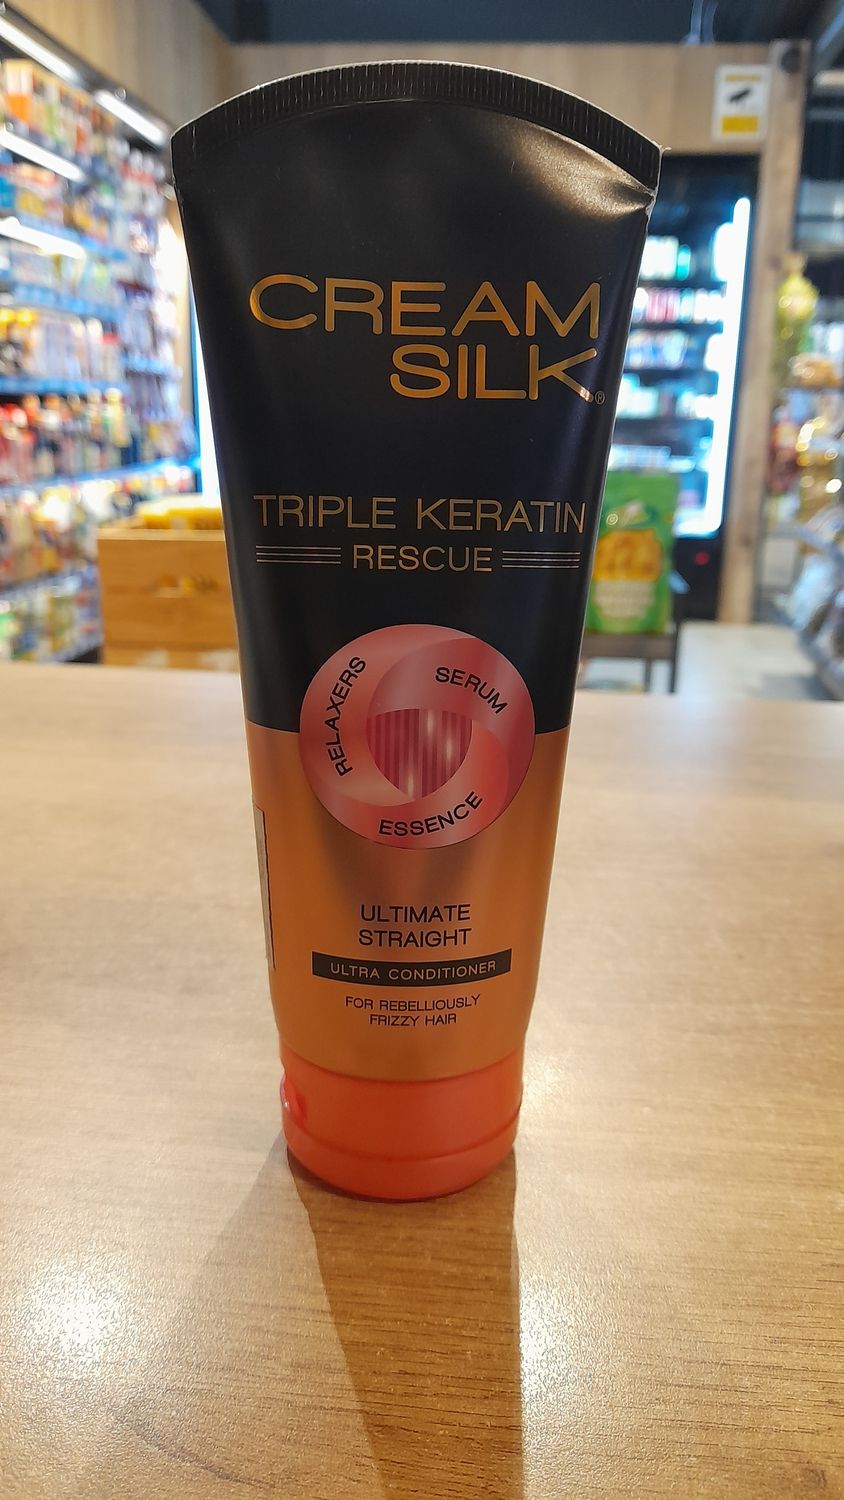 CREAM
SILK®
TRIPLE KERATIN
RESCUE
RELAXERS
SERUM
ESSENCE
ULTIMATE
STRAIGHT
ULTRA CONDITIONER
FOR REBELLIOUSLY
FRIZZY HAIR